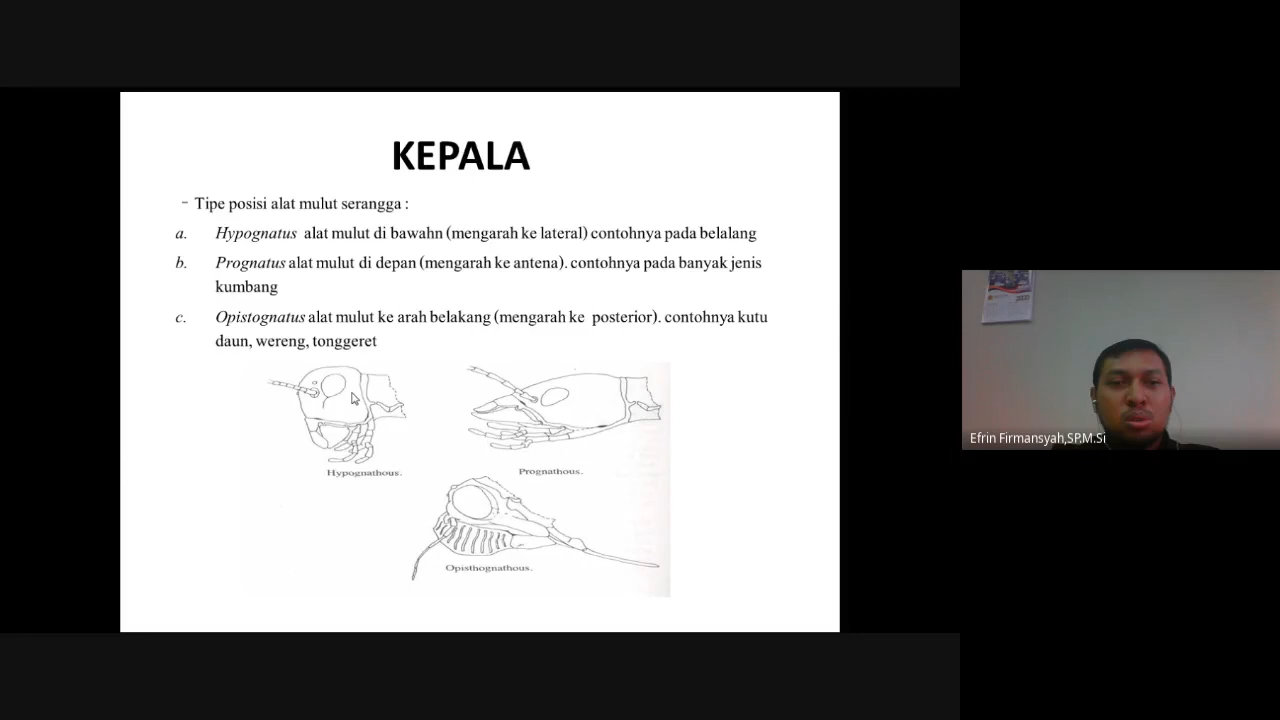 KEPALA
- Tipe posisi alat mulut serangga :
a. Hypognatus alat mulut di bawahn (mengarah ke lateral) contohnya pada belalang
b. Prognatus alat mulut di depan (mengarah ke antena). contohnya pada banyak jenis
kumbang
c. Opistognatus alat mulut ke arah belakang (mengarah ke posterior). contohnya kutu
daun, wereng, tonggeret
Hypognathous.
Prognathous.
Opisthognathous.
Efrin Firmansyah,SP.M.Si